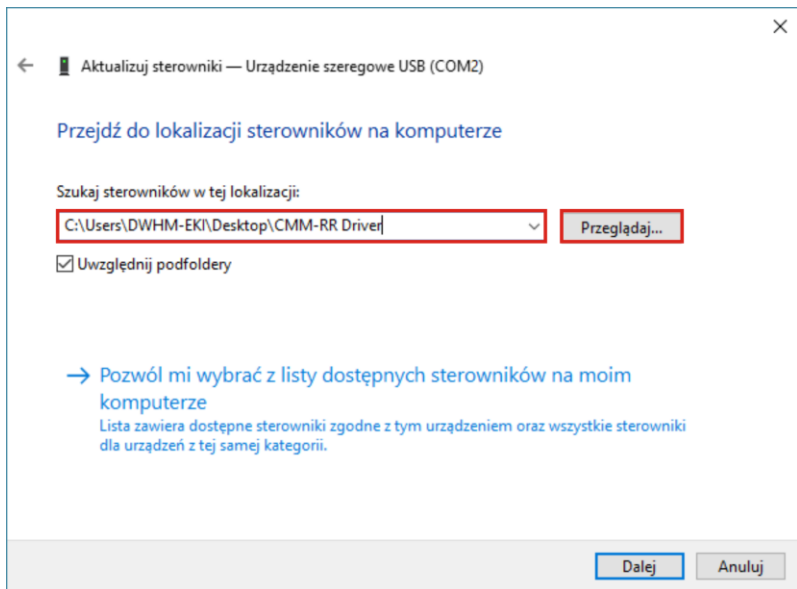 Aktualizuj sterowniki — Urządzenie szeregowe USB (COM2)
Przejdź do lokalizacji sterowników na komputerze
Szukaj sterowników w tej lokalizacji:
C:\Users\DWHM-EKI\Desktop\CMM-RR Driver
Przeglądaj...
Uwzględnij podfoldery
Pozwól mi wybrać z listy dostępnych sterowników na moim
komputerze
Lista zawiera dostępne sterowniki zgodne z tym urządzeniem oraz wszystkie sterowniki
dla urządzeń z tej samej kategorii.
Dalej
Anuluj